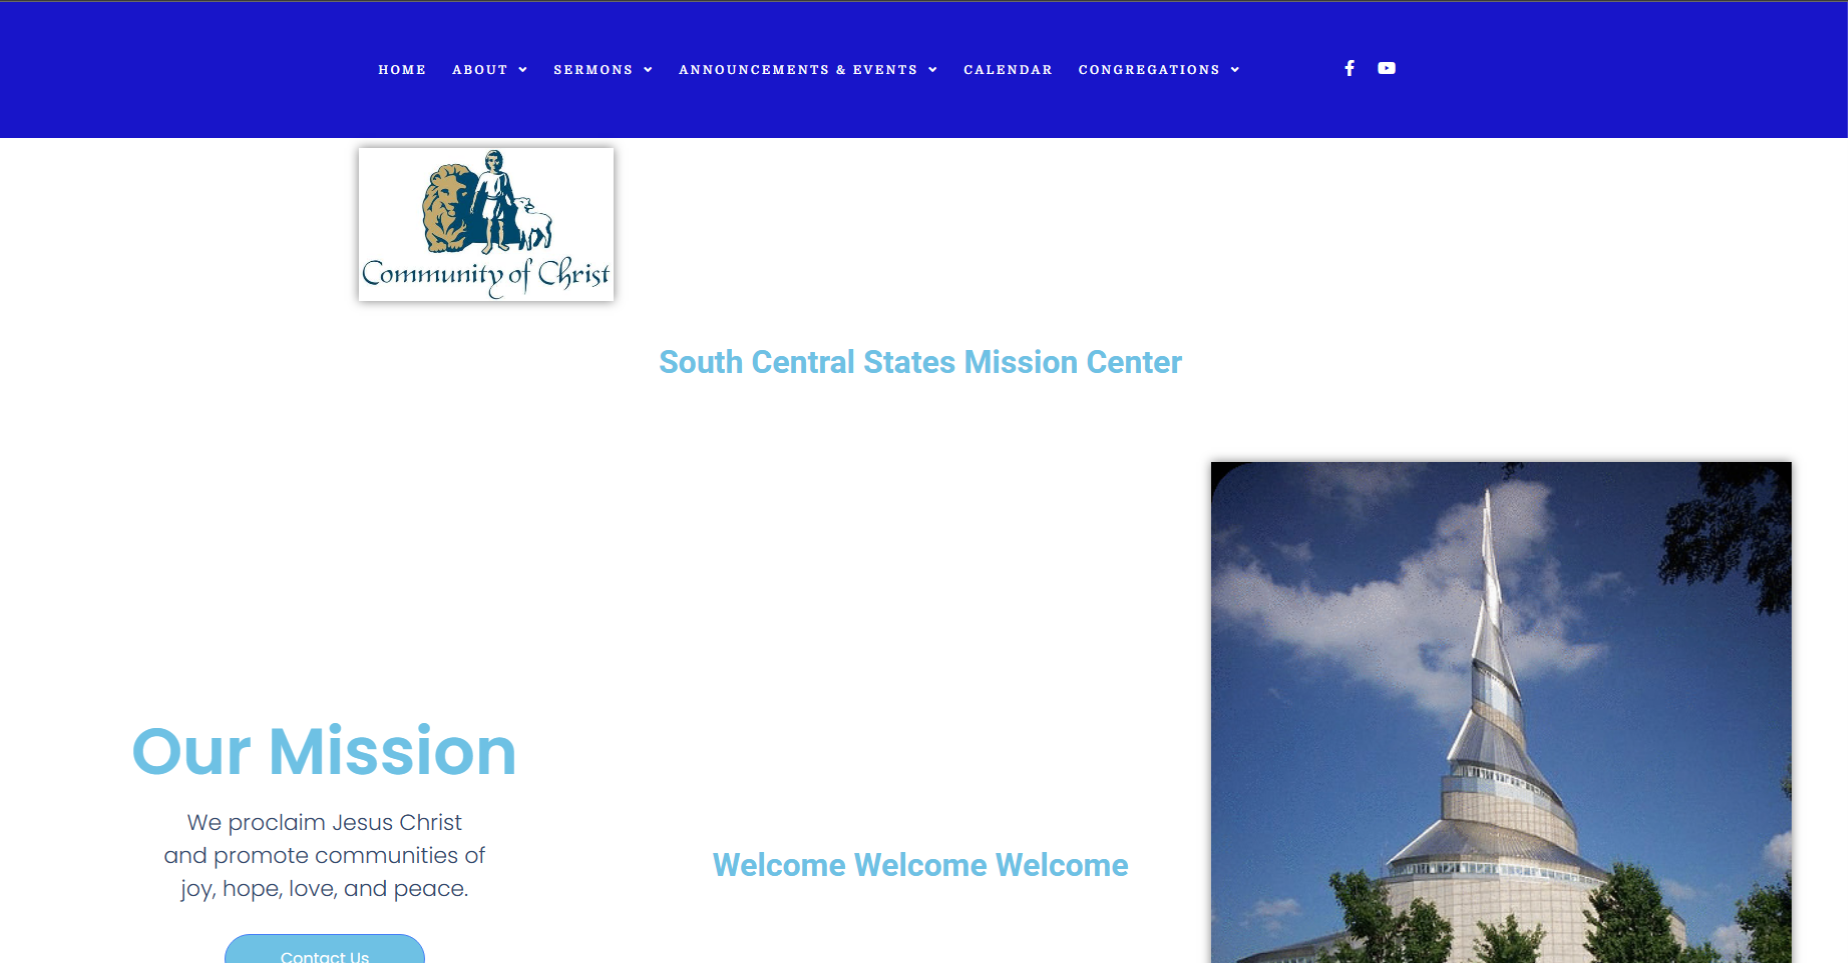 HOME ABOUT SERMONS ANNOUNCEMENTS & EVENTS CALENDAR CONGREGATIONS
Community of Christ
South Central States Mission Center
Our Mission
We proclaim Jesus Christ
and promote communities of
joy, hope, love, and peace.
Contact Us
Welcome Welcome Welcome